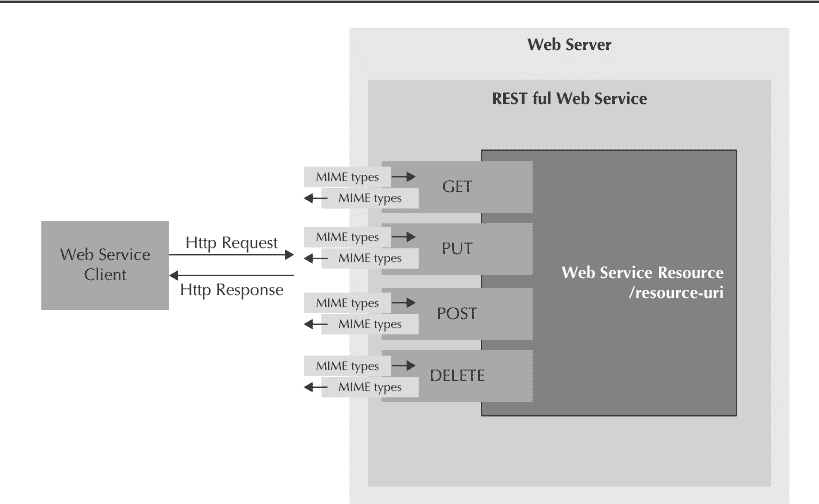 Web Server
REST ful Web Service
MIME types
GET
MIME types
MIME types
PUT
MIME types
Http Request
Web Service
Client
Http Response
Web Service Resource
/resource-uri
MIME types
POST
MIME types
MIME types
DELETE
MIME types